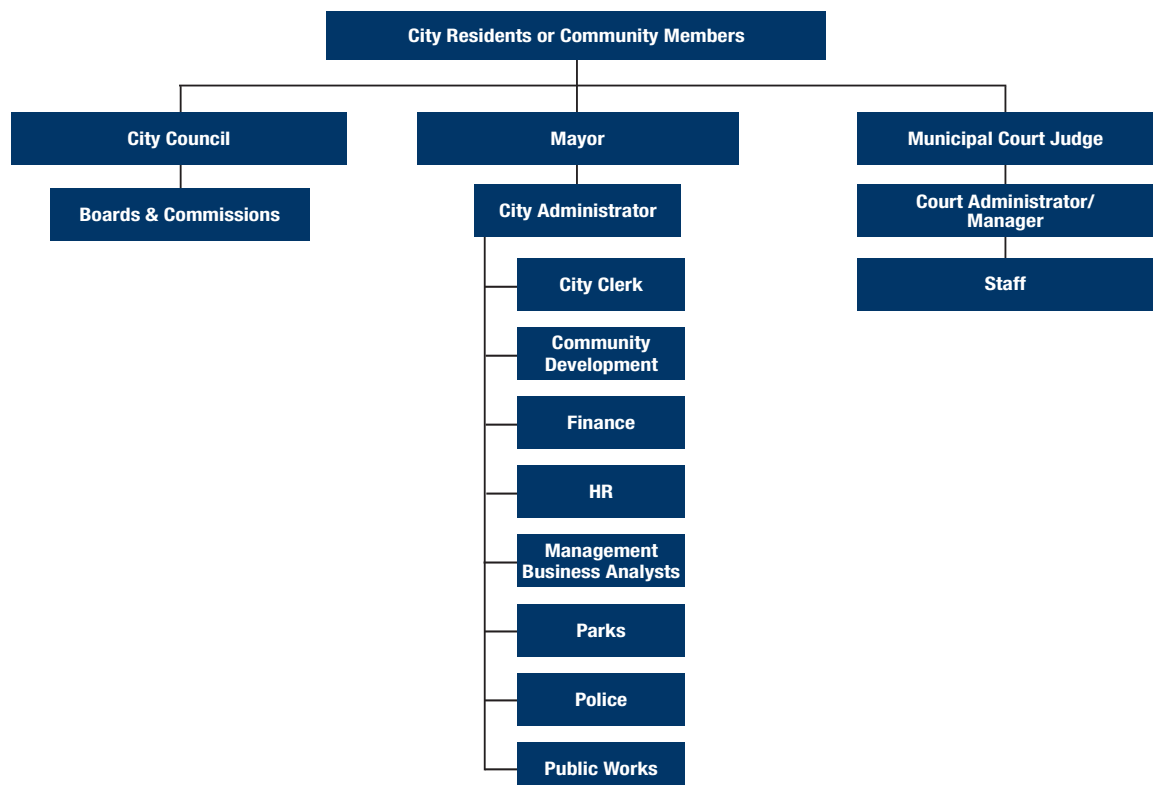 City Residents or Community Members
City Council
Mayor
Municipal Court Judge
Boards & Commissions
City Administrator
Court Administrator/
Manager
City Clerk
Staff
Community
Development
Finance
HR
Management
Business Analysts
Parks
Police
Public Works